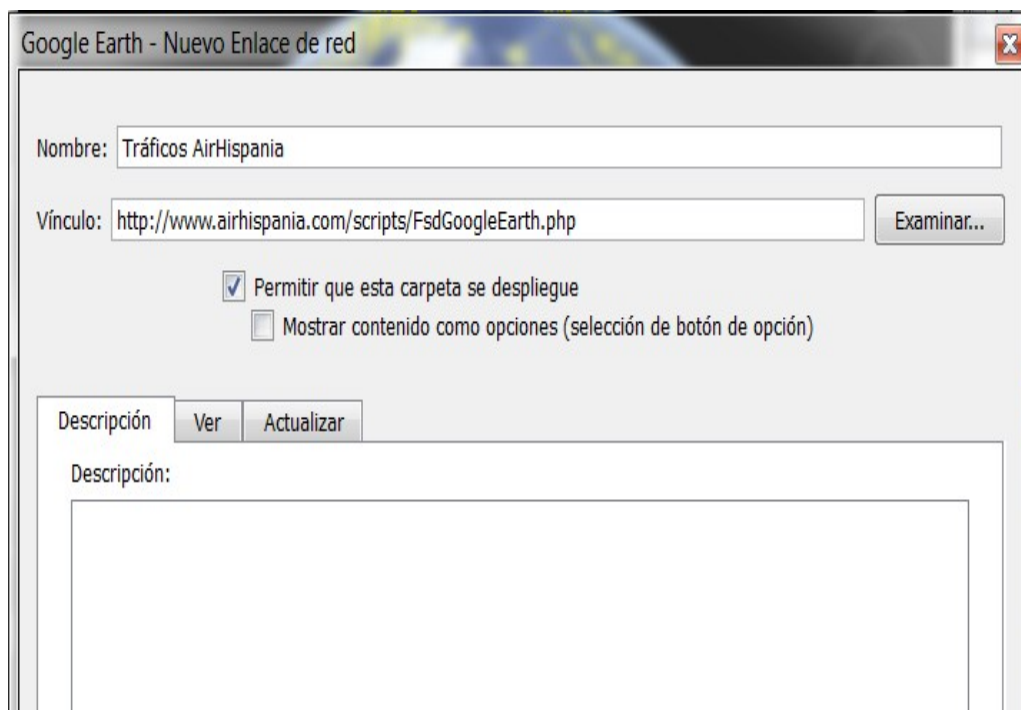 Google Earth - Nuevo Enlace de red
Nombre: Tráficos AirHispania
Vínculo: http://www.airhispania.com/scripts/FsdGoogleEarth.php Examinar...
Permitir que esta carpeta se despliegue
Mostrar contenido como opciones (selección de botón de opción)
Descripción Ver Actualizar
Descripción: